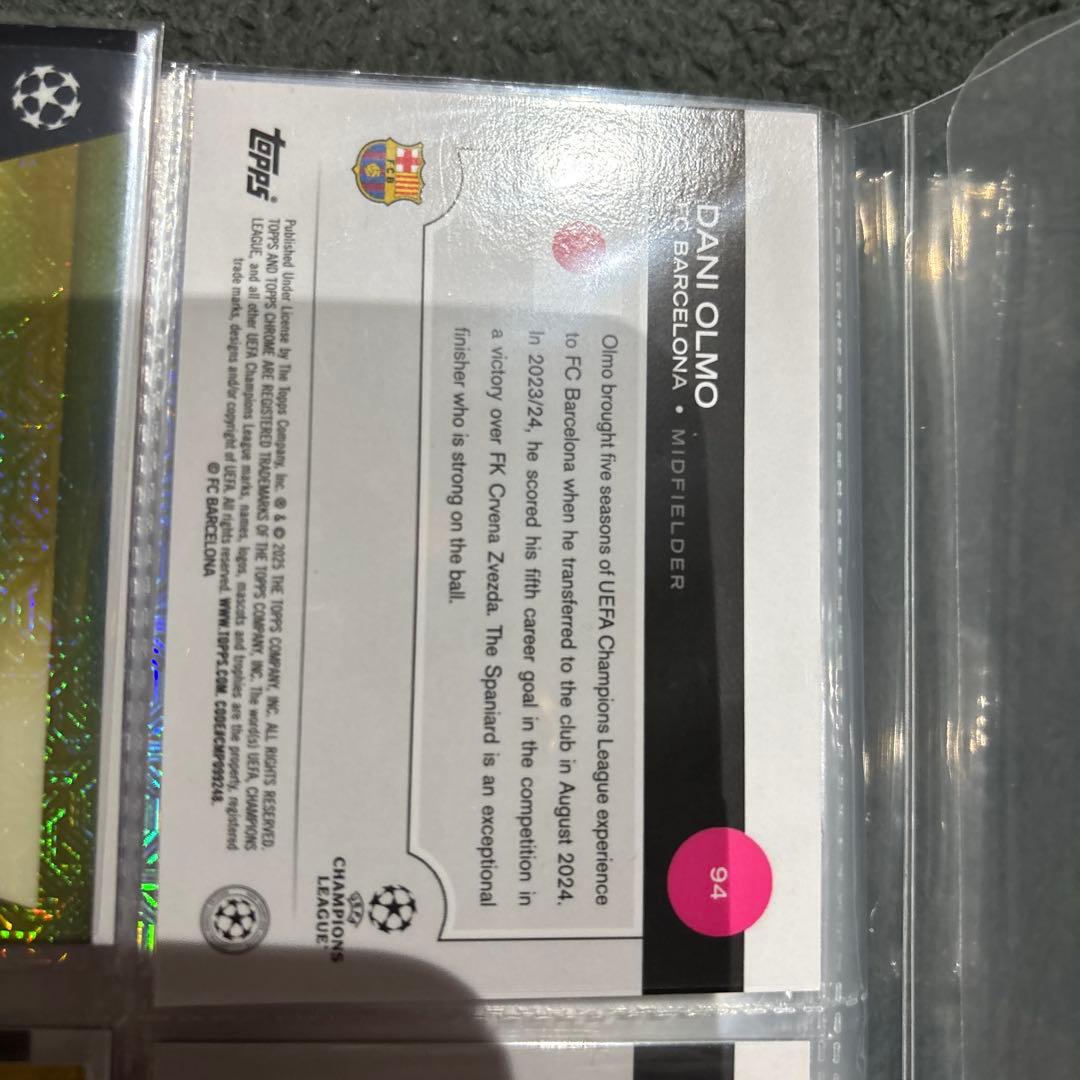 94
DANI OLMO
FC BARCELONA • MIDFIELDER
Olmo brought five seasons of UEFA Champions League experience
to FC Barcelona when he transferred to the club in August 2024.
In 2023/24, he scored his fifth career goal in the competition in
a victory over FK Crvena Zvezda. The Spaniard is an exceptional
finisher who is strong on the ball.
FCB
CHAMPIONS
LEAGUE
topps®
Published Under License by The Topps Company, Inc. ® & © 2025 THE TOPPS COMPANY, INC. ALL RIGHTS RESERVED.
TOPPS AND TOPPS CHROME ARE REGISTERED TRADEMARKS OF THE TOPPS COMPANY, INC. The word(s) UEFA, CHAMPIONS
LEAGUE, and all other UEFA Champions League marks, names, logos, mascots and trophies are the property, registered
trade marks, designs and/or copyright of UEFA. All rights reserved. WWW.TOPPS.COM. CODE#CMP099248.
© FC BARCELONA